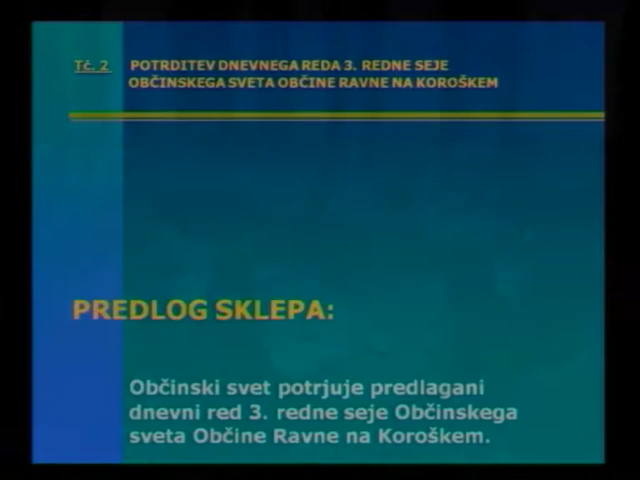 Tč. 2 POTRDITEV DNEVNEGA REDA 3. REDNE SEJE
OBČINSKEGA SVETA OBČINE RAVNE NA KOROŠKEM
PREDLOG SKLEPA:
Občinski svet potrjuje predlagani
dnevni red 3. redne seje Občinskega
sveta Občine Ravne na Koroškem.